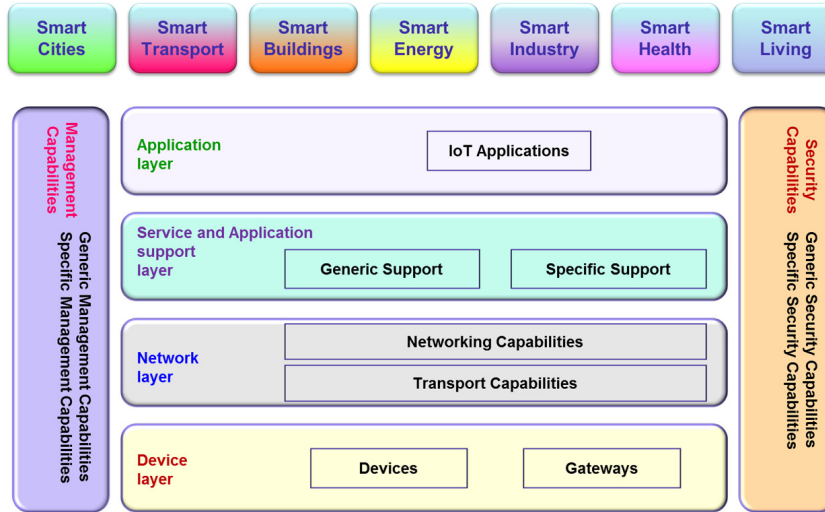 Smart
Cities
Smart
Transport
Smart
Buildings
Smart
Energy
Smart
Industry
Smart
Health
Smart
Living
Management
Capabilities
Generic Management Capabilities
Specific Management Capabilities
Application
layer
IoT Applications
Service and Application
support
layer
Generic Support
Specific Support
Network
layer
Networking Capabilities
Transport Capabilities
Device
layer
Devices
Gateways
Security
Capabilities
Generic Security Capabilities
Specific Security Capabilities